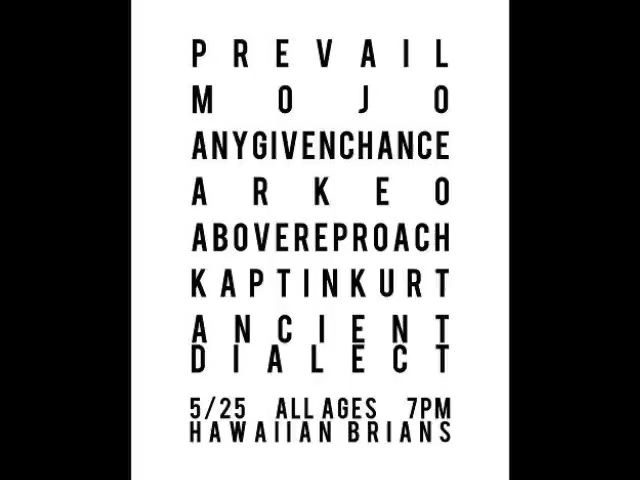 PREVAIL
MOJO
ANYGIVENCHANCE
ARKEO
ABOVEREPROACH
KAPTINKURT
ANCIENT
DIALECT
5/25 ALL AGES 7PM
HAWAIIAN BRIANS